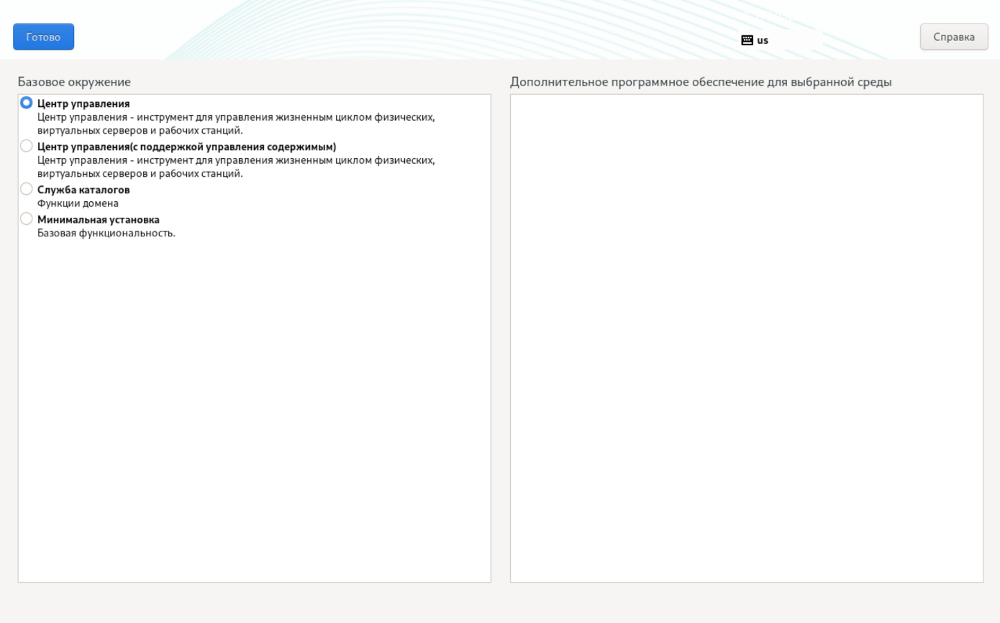 Готово
us
Справка
Базовое окружение
Дополнительное программное обеспечение для выбранной среды
Центр управления
Центр управления - инструмент для управления жизненным циклом физических,
виртуальных серверов и рабочих станций.
Центр управления(с поддержкой управления содержимым)
Центр управления - инструмент для управления жизненным циклом физических,
виртуальных серверов и рабочих станций.
Служба каталогов
Функции домена
Минимальная установка
Базовая функциональность.